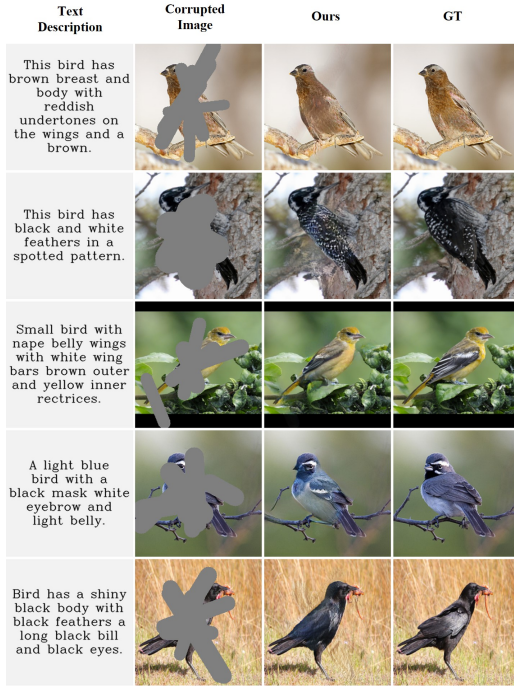 Text
Description
Corrupted
Image
Ours
GT
This bird has
brown breast and
body with
reddish
undertones on
the wings and a
brown.
This bird has
black and white
feathers in a
spotted pattern.
Small bird with
nape belly wings
with white wing
bars brown outer
and yellow inner
rectrices.
A light blue
bird with a
black mask white
eyebrow and
light belly.
Bird has a shiny
black body with
black feathers a
long black bill
and black eyes.